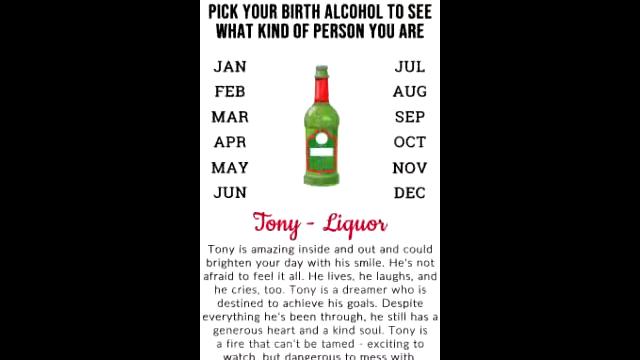 PICK YOUR BIRTH ALCOHOL TO SEE
WHAT KIND OF PERSON YOU ARE
JAN
FEB
MAR
APR
MAY
JUN
JUL
AUG
SEP
OCT
NOV
DEC
Tony - Liquor
Tony is amazing inside and out and could
brighten your day with his smile. He's not
afraid to feel it all. He lives, he laughs, and
he cries, too. Tony is a dreamer who is
destined to achieve his goals. Despite
everything he's been through, he still has a
generous heart and a kind soul. Tony is
a fire that can't be tamed - exciting to
watch, but dangerous to mess with